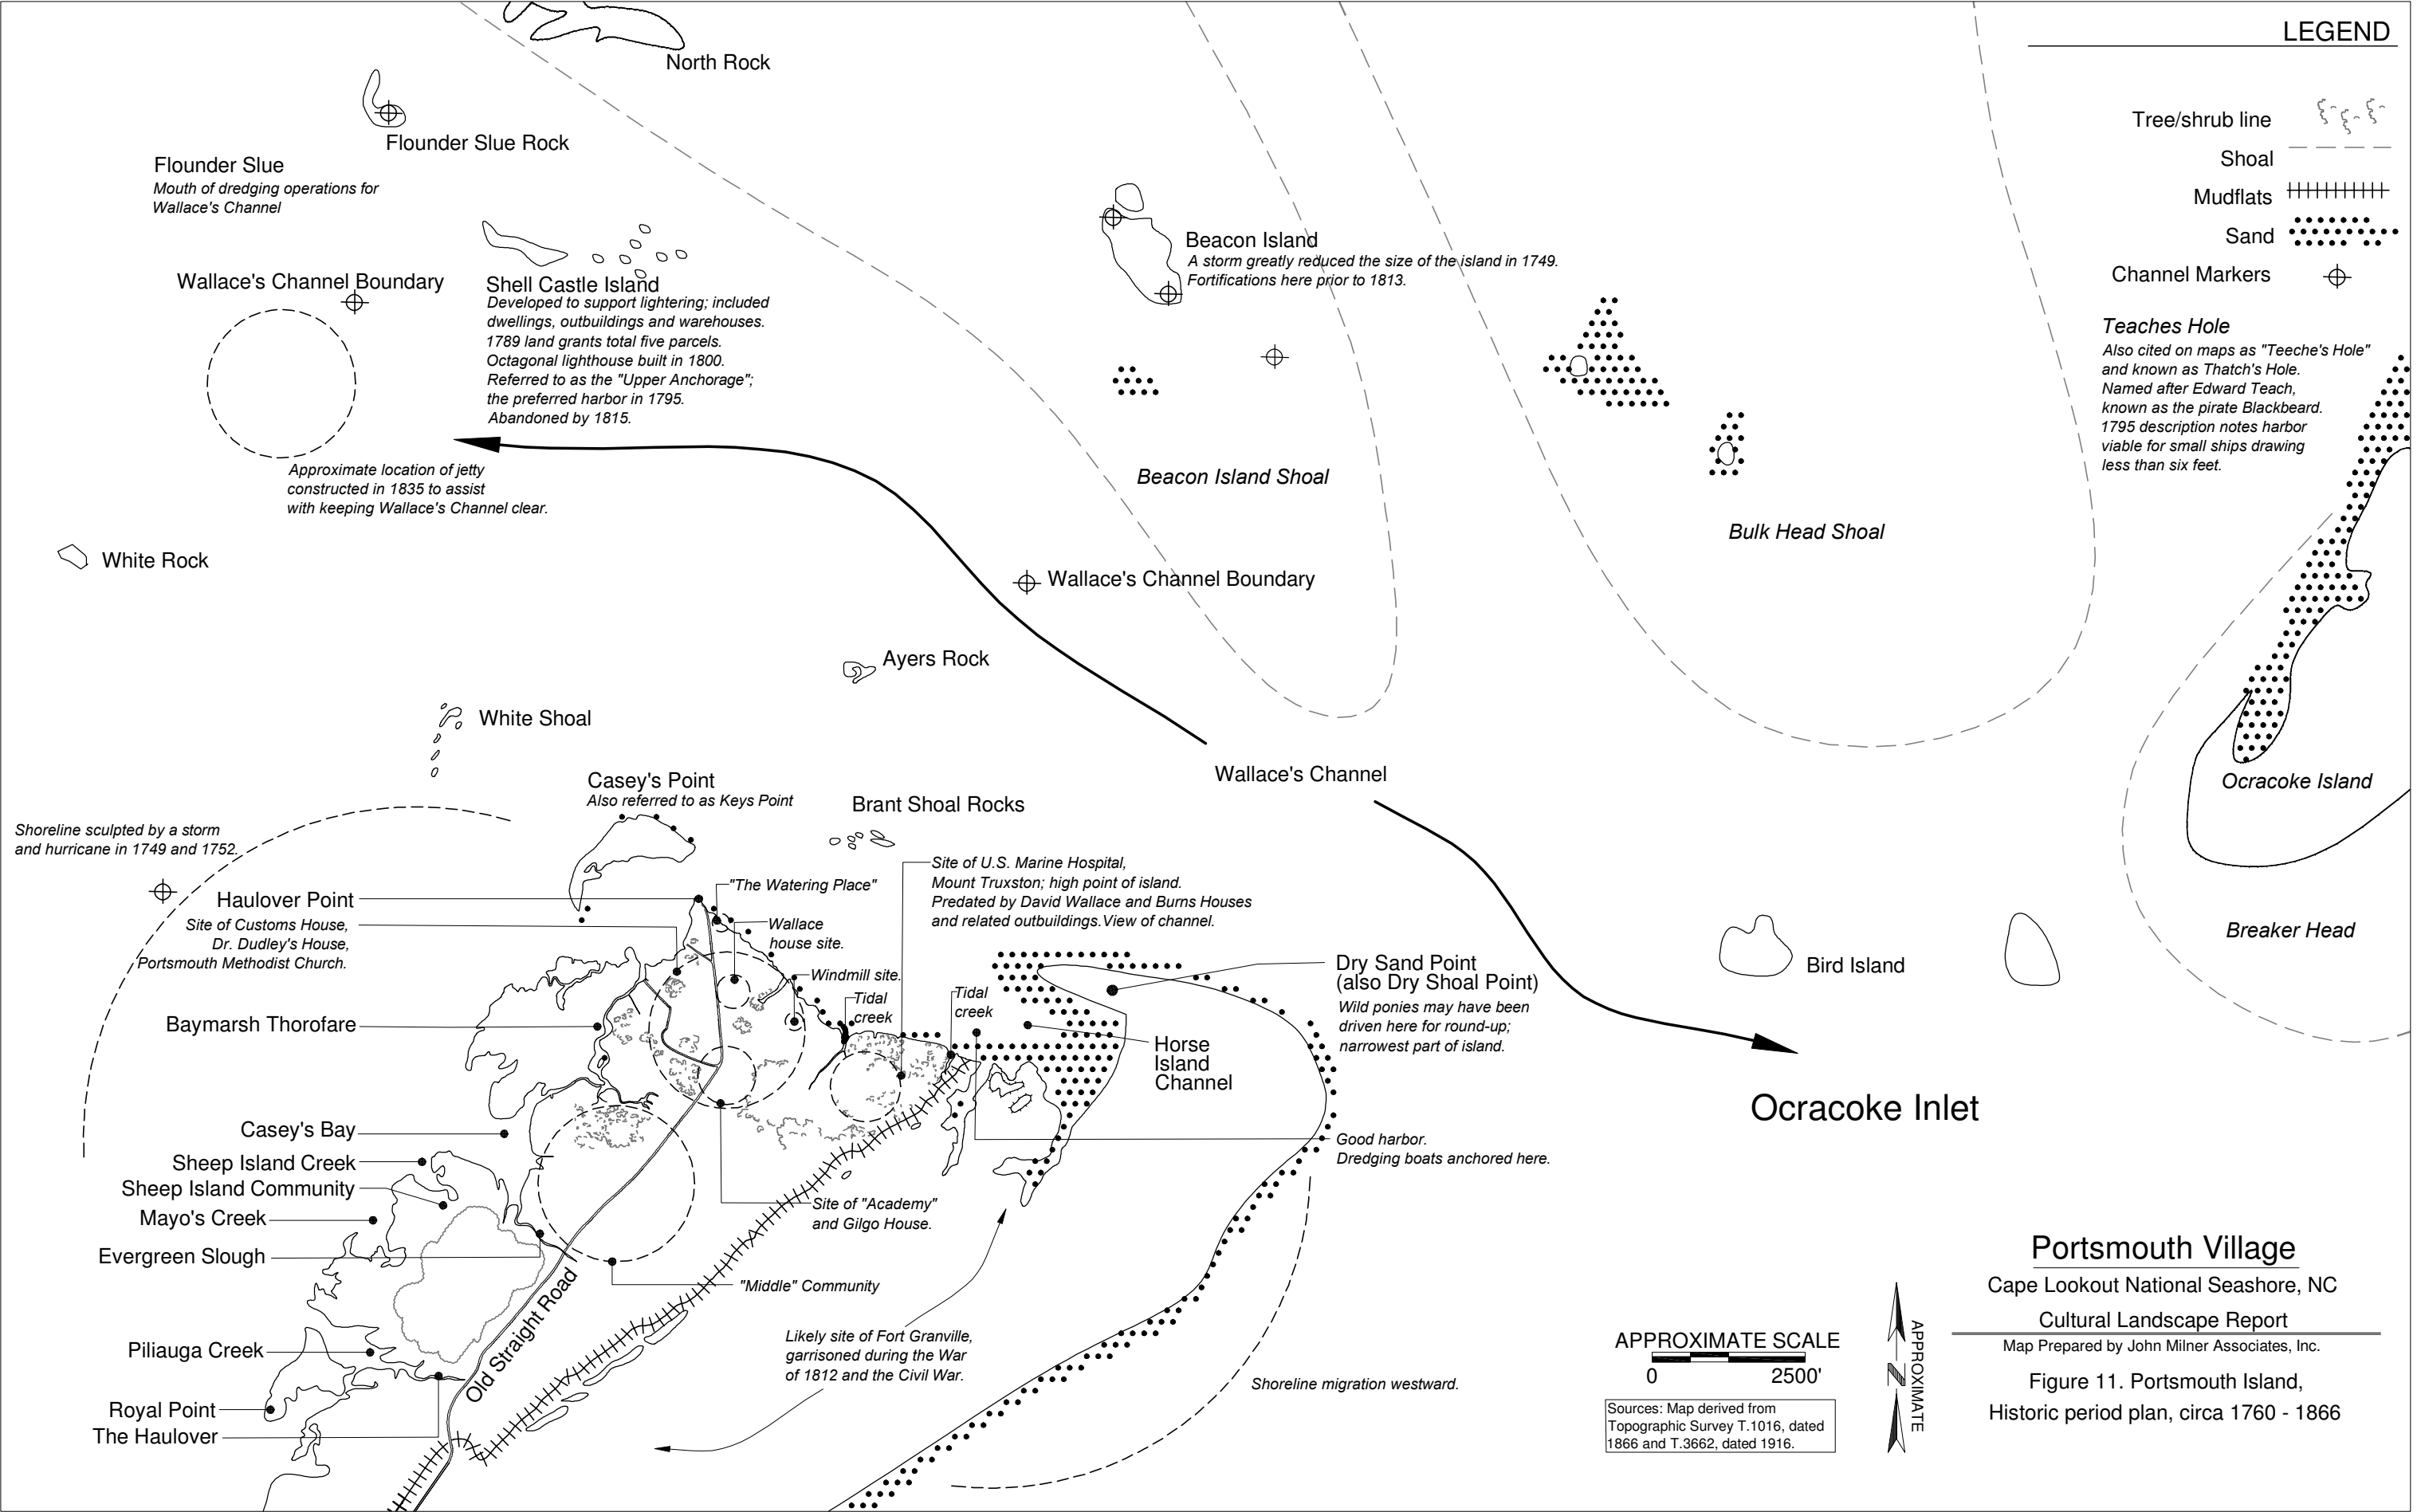 North Rock
Flounder Slue Rock
Flounder Slue
Mouth of dredging operations for
Wallace's Channel
Wallace's Channel Boundary
Shell Castle Island
Developed to support lightering; included
dwellings, outbuildings and warehouses.
1789 land grants total five parcels.
Octagonal lighthouse built in 1800.
Referred to as the "Upper Anchorage";
the preferred harbor in 1795.
Abandoned by 1815.
Approximate location of jetty
constructed in 1835 to assist
with keeping Wallace's Channel clear.
Beacon Island
A storm greatly reduced the size of the island in 1749.
Fortifications here prior to 1813.
Beacon Island Shoal
Bulk Head Shoal
LEGEND
Tree/shrub line
Shoal
Mudflats
Sand
Channel Markers
Teaches Hole
Also cited on maps as "Teeche's Hole"
and known as Thatch's Hole.
Named after Edward Teach,
known as the pirate Blackbeard.
1795 description notes harbor
viable for small ships drawing
less than six feet.
White Rock
Wallace's Channel Boundary
Ayers Rock
White Shoal
Wallace's Channel
Ocracoke Island
Breaker Head
Casey's Point
Also referred to as Keys Point
Brant Shoal Rocks
Shoreline sculpted by a storm
and hurricane in 1749 and 1752.
Haulover Point
Site of Customs House,
Dr. Dudley's House,
Portsmouth Methodist Church.
"The Watering Place"
Wallace
house site.
Windmill site.
Tidal
creek
Site of U.S. Marine Hospital,
Mount Truxston; high point of island.
Predated by David Wallace and Burns Houses
and related outbuildings.View of channel.
Tidal
creek
Dry Sand Point
(also Dry Shoal Point)
Wild ponies may have been
driven here for round-up;
narrowest part of island.
Horse
Island
Channel
Bird Island
Ocracoke Inlet
Good harbor.
Dredging boats anchored here.
Baymarsh Thorofare
Casey's Bay
Sheep Island Creek
Sheep Island Community
Mayo's Creek
Evergreen Slough
Piliauga Creek
Royal Point
The Haulover
Old Straight Road
Site of "Academy"
and Gilgo House.
"Middle" Community
Likely site of Fort Granville,
garrisoned during the War
of 1812 and the Civil War.
Shoreline migration westward.
APPROXIMATE SCALE
0 2500'
Sources: Map derived from
Topographic Survey T.1016, dated
1866 and T.3662, dated 1916.
N
APPROXIMATE
Portsmouth Village
Cape Lookout National Seashore, NC
Cultural Landscape Report
Map Prepared by John Milner Associates, Inc.
Figure 11. Portsmouth Island,
Historic period plan, circa 1760 - 1866